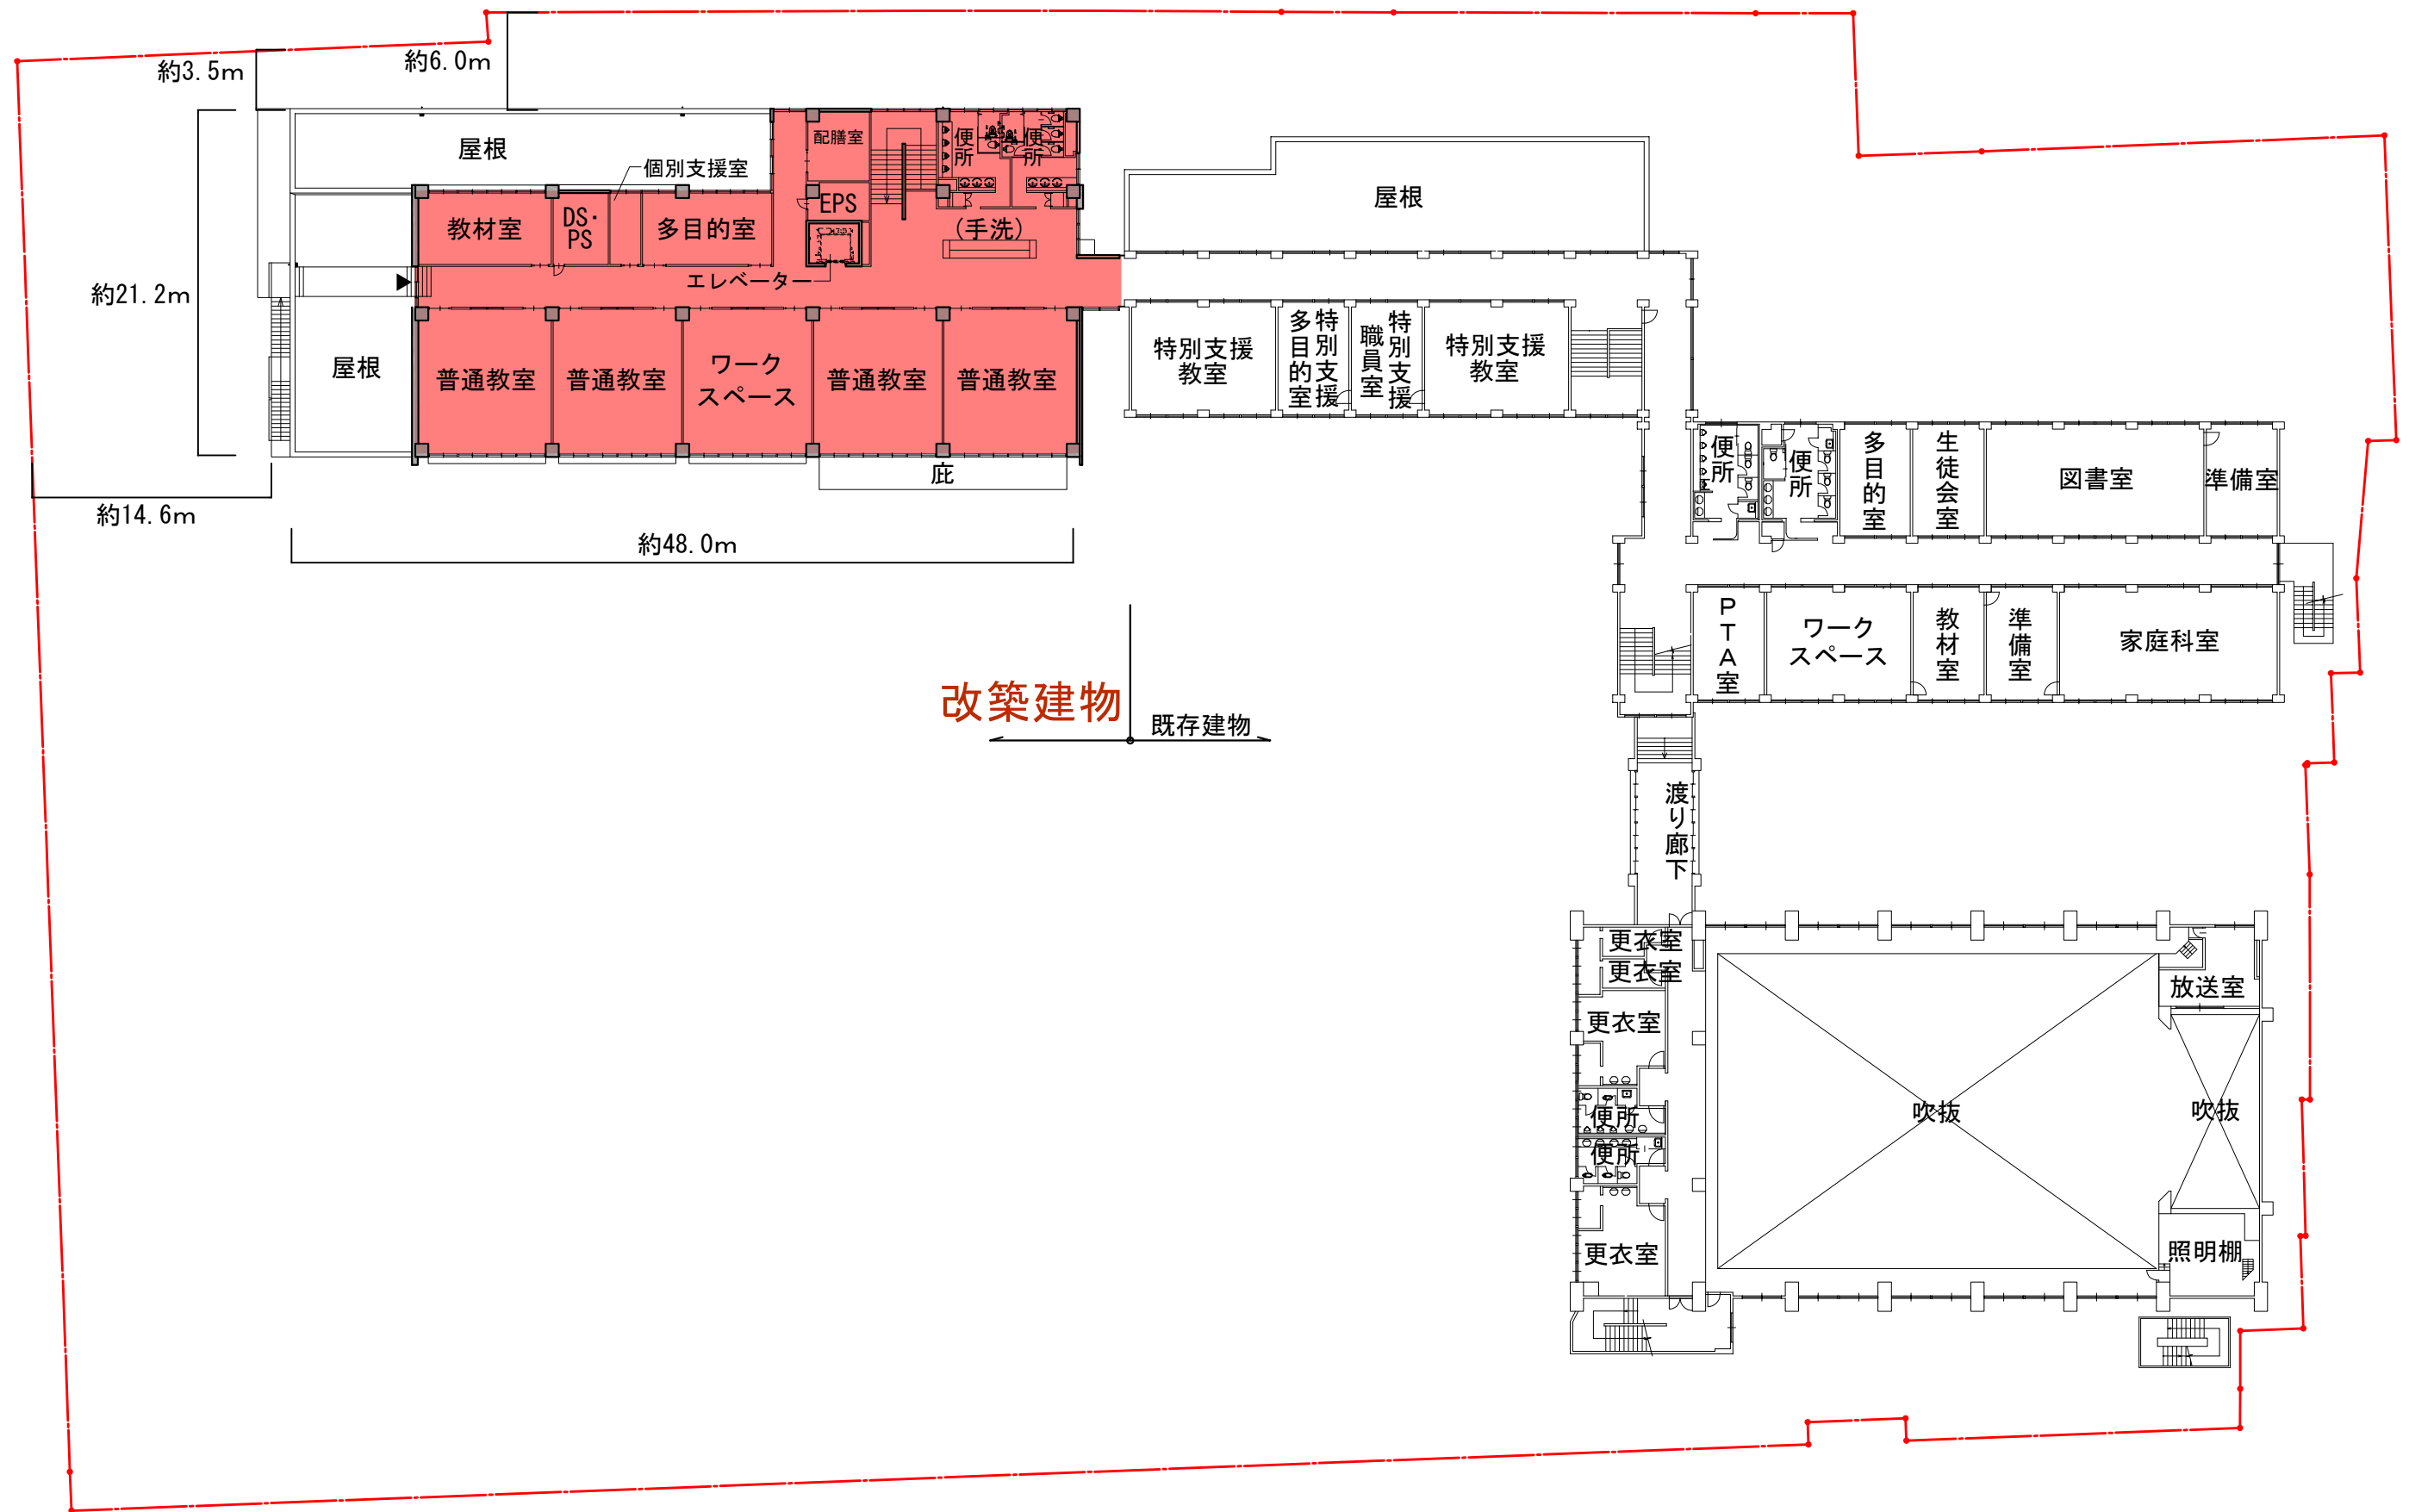 約3.5m
約6.0m
屋根
個別支援室
配膳室
便所
便所
屋根
教材室
DS・
PS
多目的室
EPS
(手洗)
エレベーター
約21.2m
屋根
普通教室
普通教室
ワーク
スペース
普通教室
普通教室
庇
約14.6m
約48.0m
特別支援
教室
特別支援
多目的室
特別支援
職員室
特別支援
教室
便所
便所
多目的室
生徒会室
図書室
準備室
PTA室
ワーク
スペース
教材室
準備室
家庭科室
改築建物
既存建物
渡り廊下
更衣室
更衣室
更衣室
便所
便所
更衣室
吹抜
放送室
吹抜
照明棚